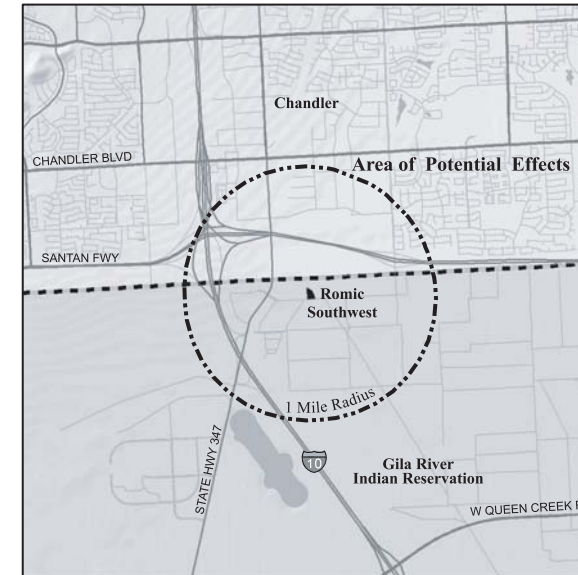 Chandler
CHANDLER BLVD
Area of Potential Effects
SANTAN FWY
Romic
Southwest
1 Mile Radius
STATE HWY 347
10
Gila River
Indian Reservation
W QUEEN CREEK R